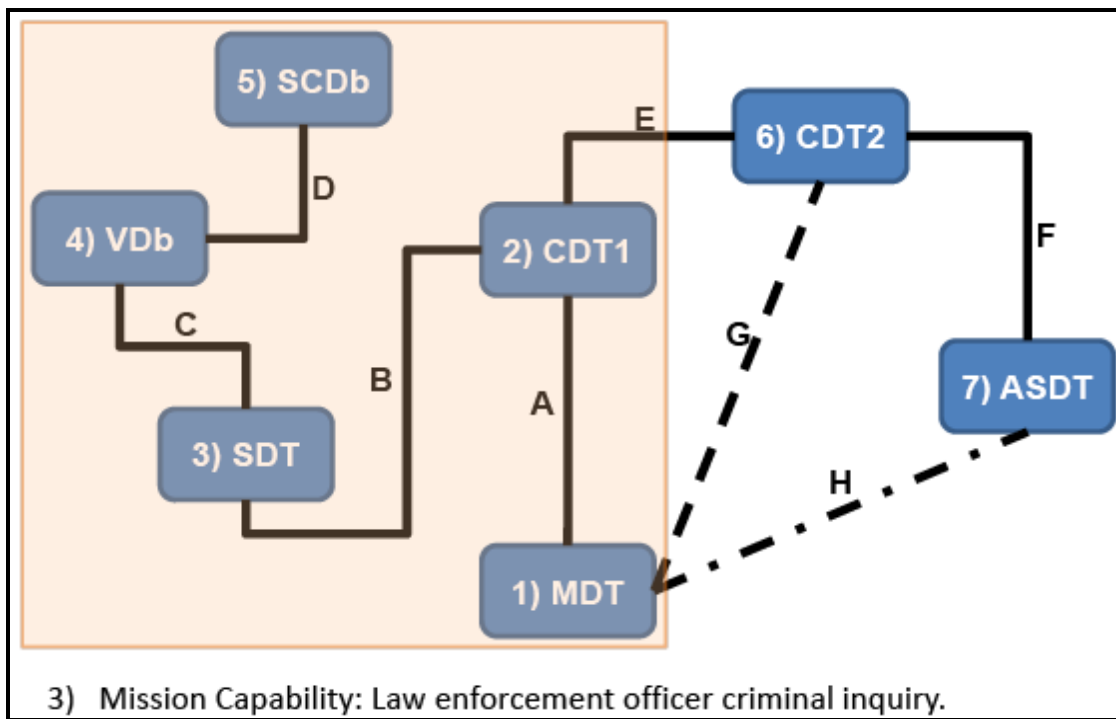 5) SCDb
E
6) CDT2
D
4) VDb
2) CDT1
F
C
G
B
7) ASDT
A
3) SDT
H
1) MDT
3) Mission Capability: Law enforcement officer criminal inquiry.